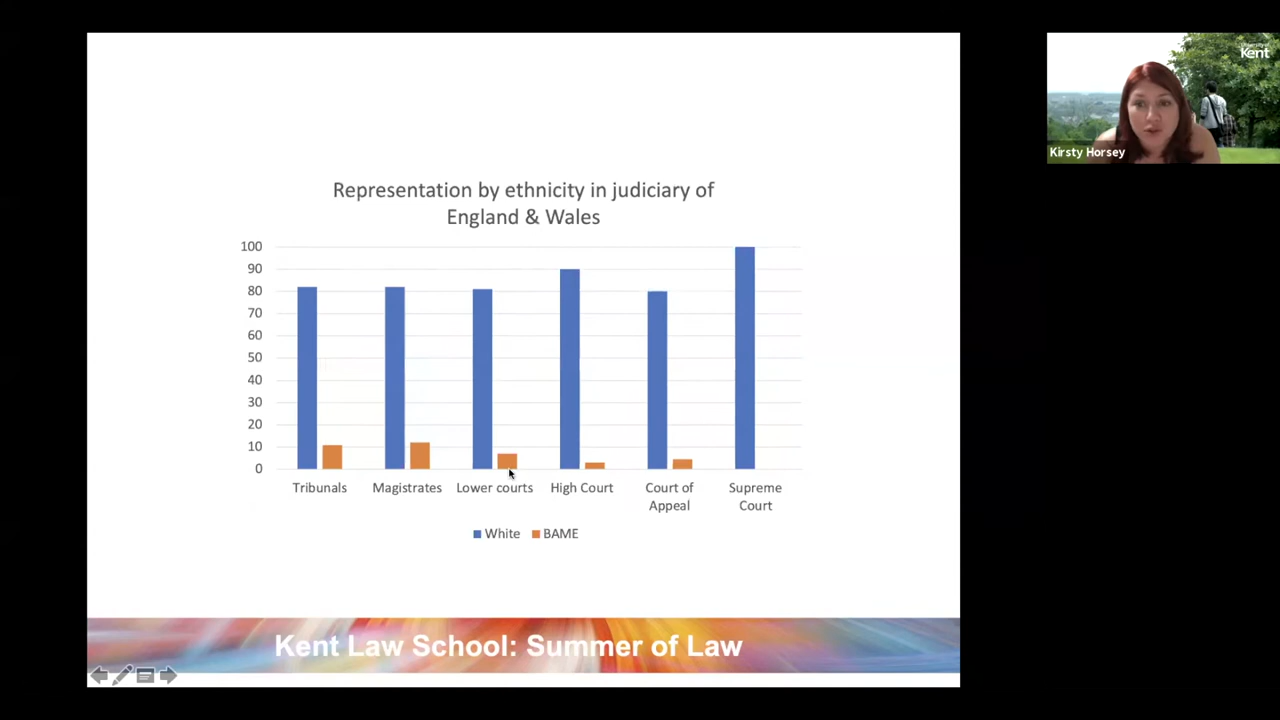 Representation by ethnicity in judiciary of
England & Wales
100
90
80
70
60
50
40
30
20
10
0
Tribunals
Magistrates
Lower courts
High Court
Court of
Appeal
Supreme
Court
White
BAME
Kent Law School: Summer of Law
Kent
Kirsty Horsey